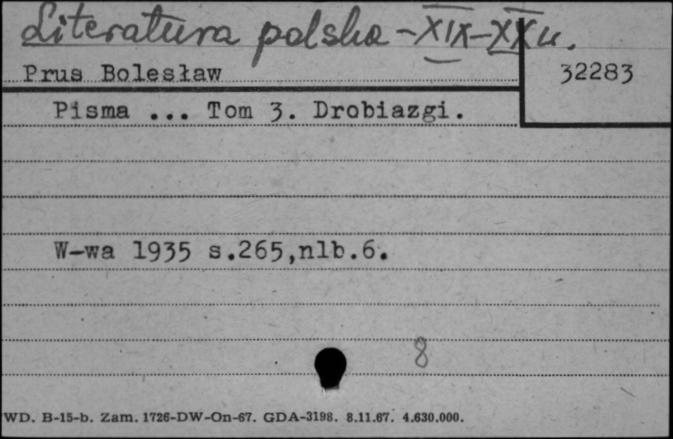 Literatura polska - XIX-XX w.
Prus Bolesław
32283
Pisma ... Tom 3. Drobiazgi.
W-wa 1935 s.265,nlb.6.
8
WD. B-15-b. Zam. 1726-DW-On-67. GDA-3198. 8.11.67. 4.630.000.